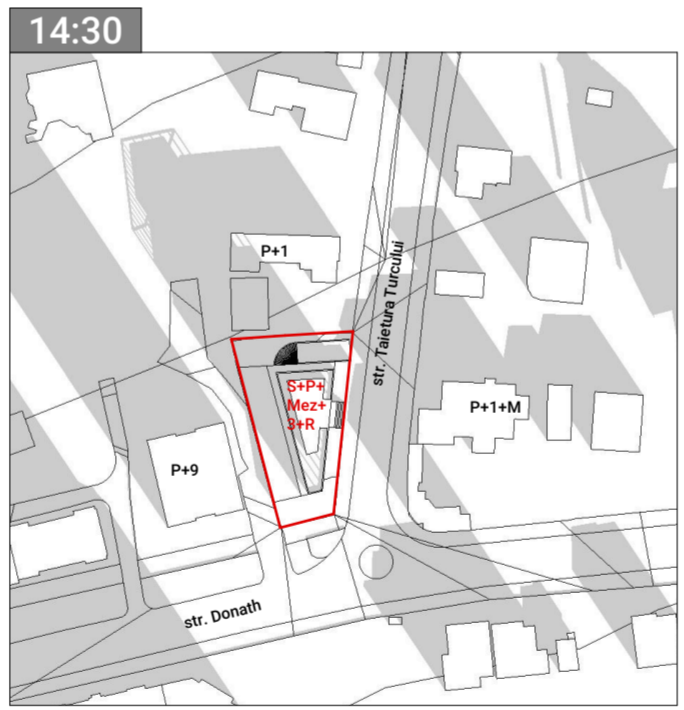 14:30
P+1
str. Taietura Turcului
S+P+
Mez+
3+R
P+1+M
P+9
str. Donath